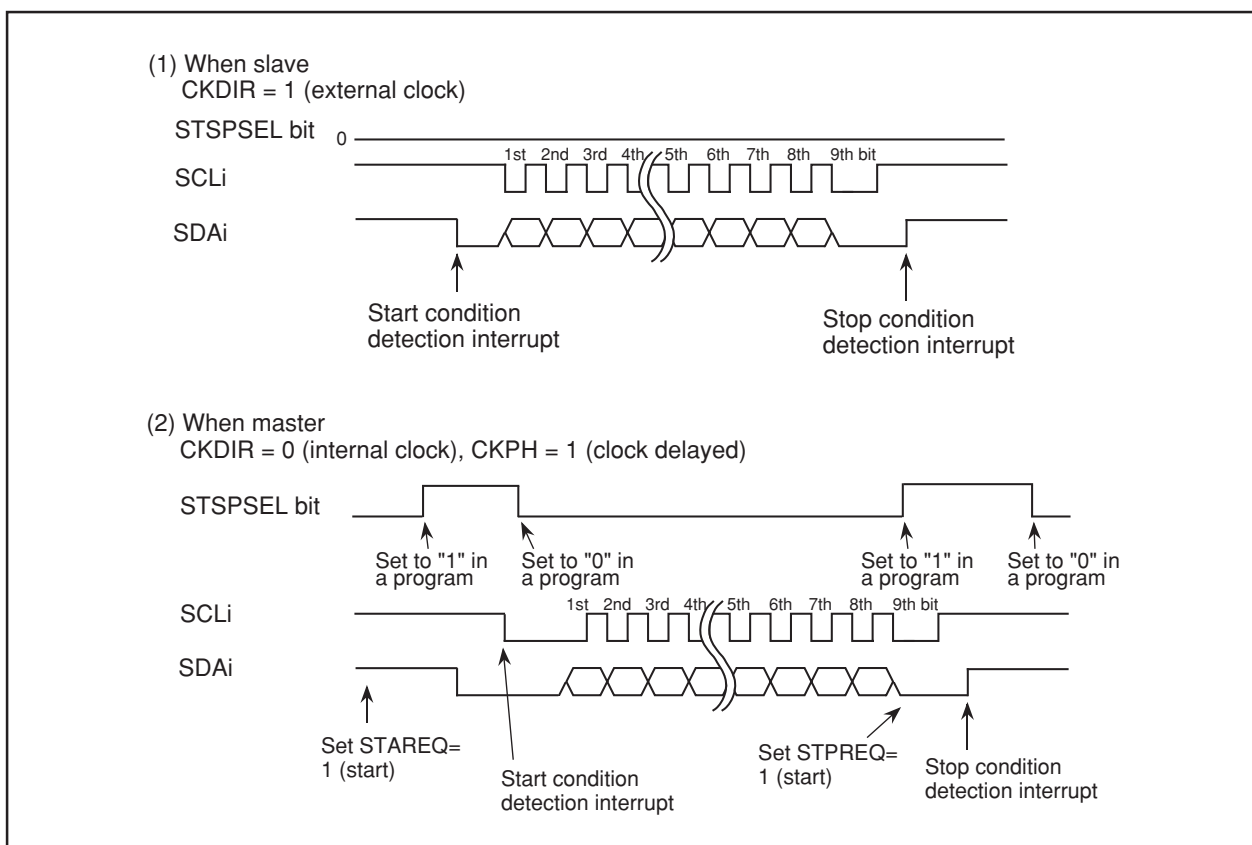 (1) When slave
CKDIR = 1 (external clock)
STSPSEL bit 0
1st 2nd 3rd 4th 5th 6th 7th 8th 9th bit
SCLi
SDAi
Start condition
detection interrupt
Stop condition
detection interrupt
(2) When master
CKDIR = 0 (internal clock), CKPH = 1 (clock delayed)
STSPSEL bit
Set to "1" in
a program
Set to "0" in
a program
Set to "1" in
a program
Set to "0" in
a program
1st 2nd 3rd 4th 5th 6th 7th 8th 9th bit
SCLi
SDAi
Set STAREQ=
1 (start)
Start condition
detection interrupt
Set STPREQ=
1 (start)
Stop condition
detection interrupt